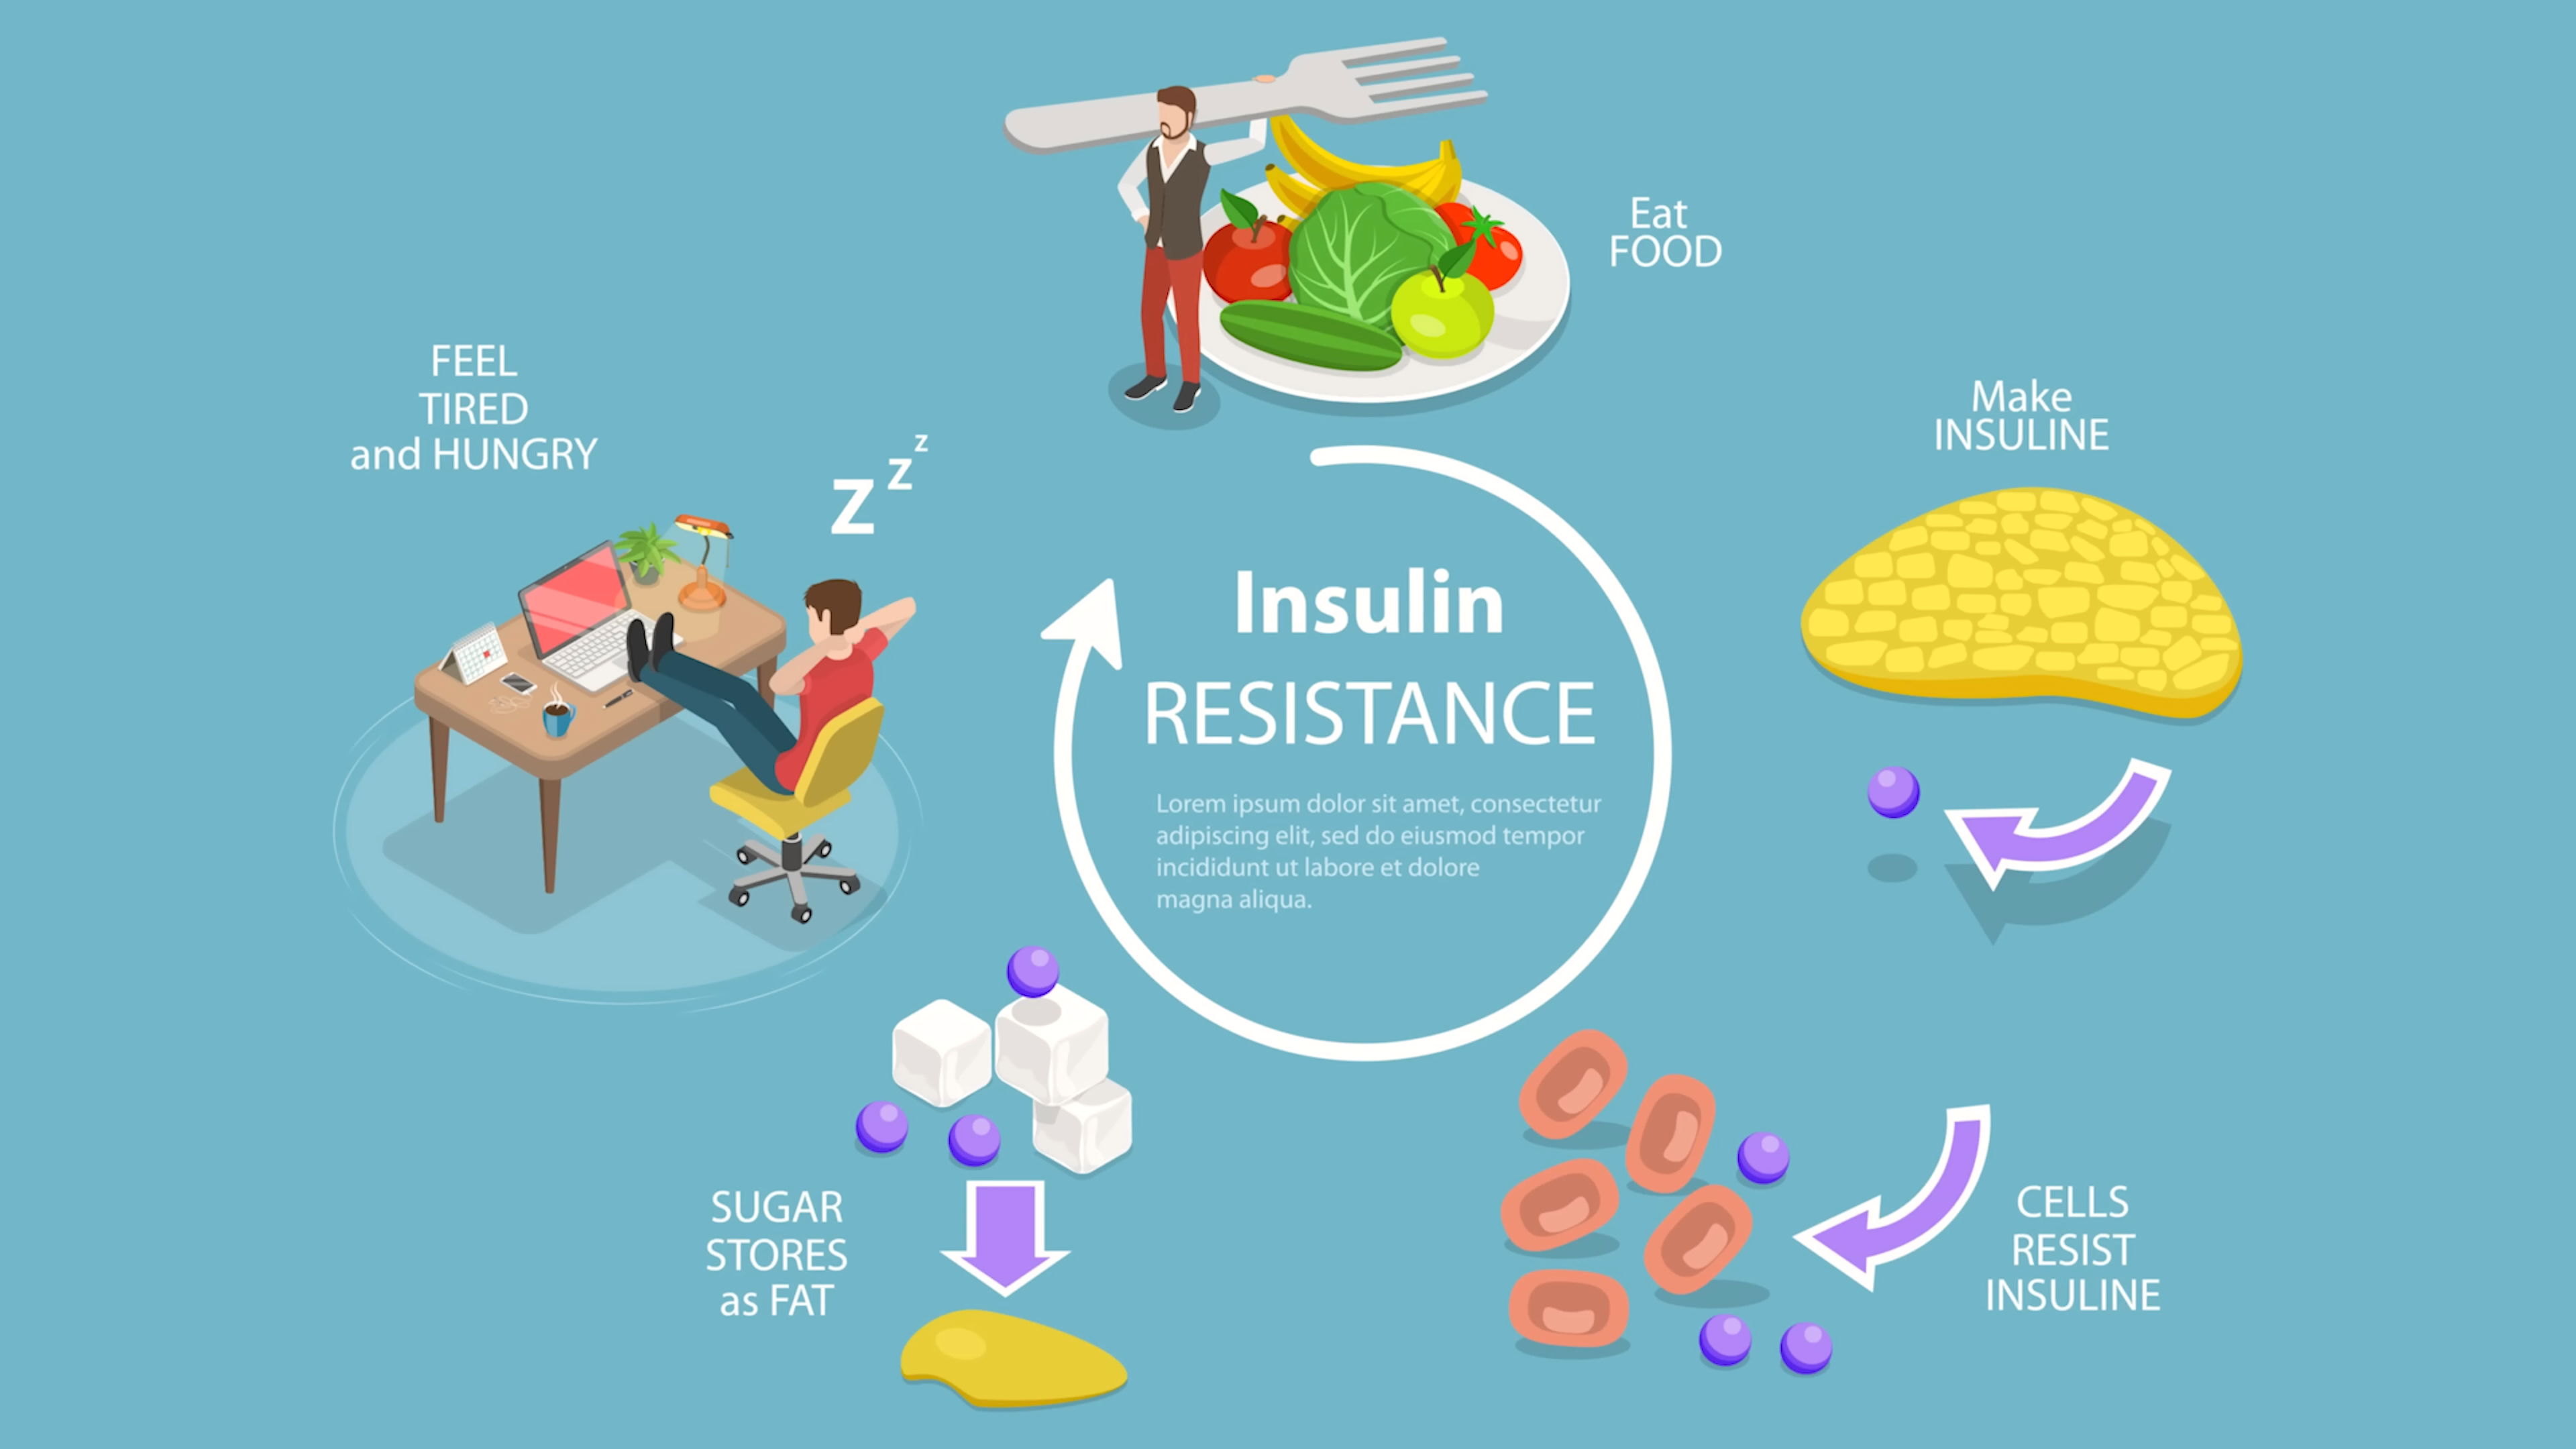 Eat
FOOD
Make
INSULINE
CELLS
RESIST
INSULINE
SUGAR
STORES
as FAT
FEEL
TIRED
and HUNGRY
z
z
z
Insulin
RESISTANCE
Lorem ipsum dolor sit amet, consectetur
adipiscing elit, sed do eiusmod tempor
incididunt ut labore et dolore
magna aliqua.